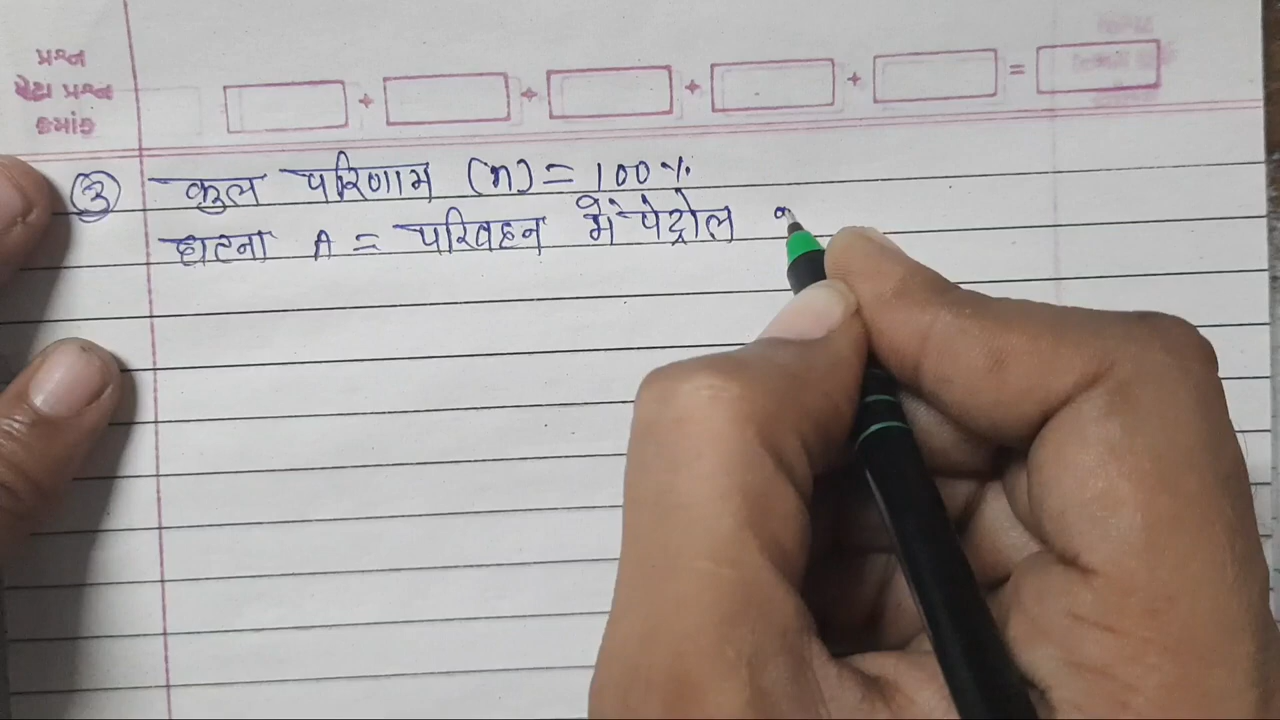 પ્રશ્ન
પેટા પ્રશ્ન
ક્રમાંક
+ + + + =
③ कुल परिणाम (n) = 100%
घटना A = परिवहन में पेट्रोल